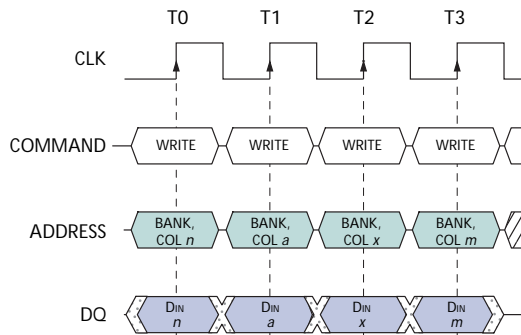 T0 T1 T2 T3
CLK
COMMAND WRITE WRITE WRITE WRITE
ADDRESS BANK, BANK, BANK, BANK,
COL n COL a COL x COL m
DQ DIN DIN DIN DIN
n a x m